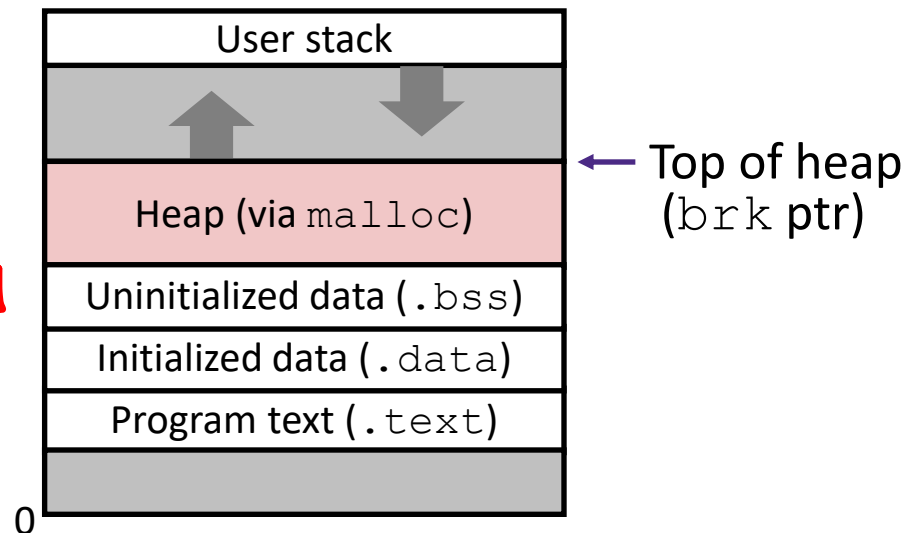 User stack
Top of heap
(brk ptr)
Heap (via malloc)
Uninitialized data (.bss)
Initialized data (.data)
Program text (.text)
0